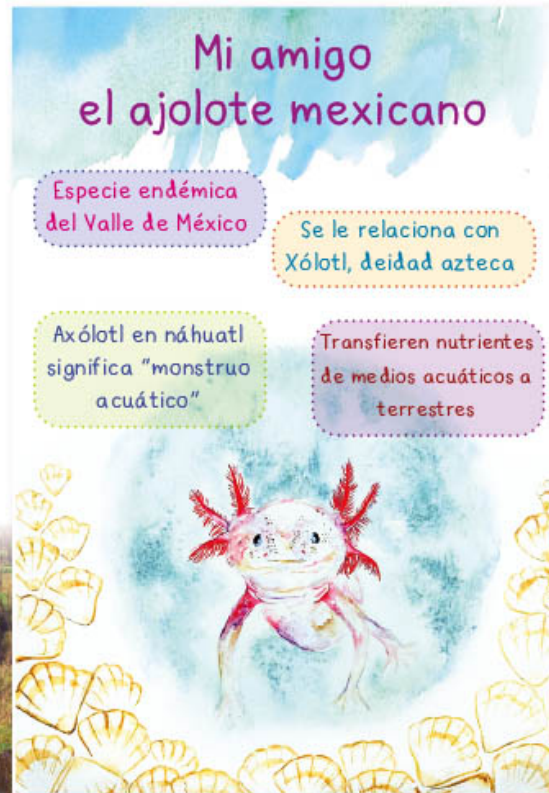 Mi amigo
el ajolote mexicano
Especie endémica
del Valle de México
Se le relaciona con
Xólotl, deidad azteca
Axólotl en náhuatl
significa "monstruo
acuático"
Transfieren nutrientes
de medios acuáticos a
terrestres